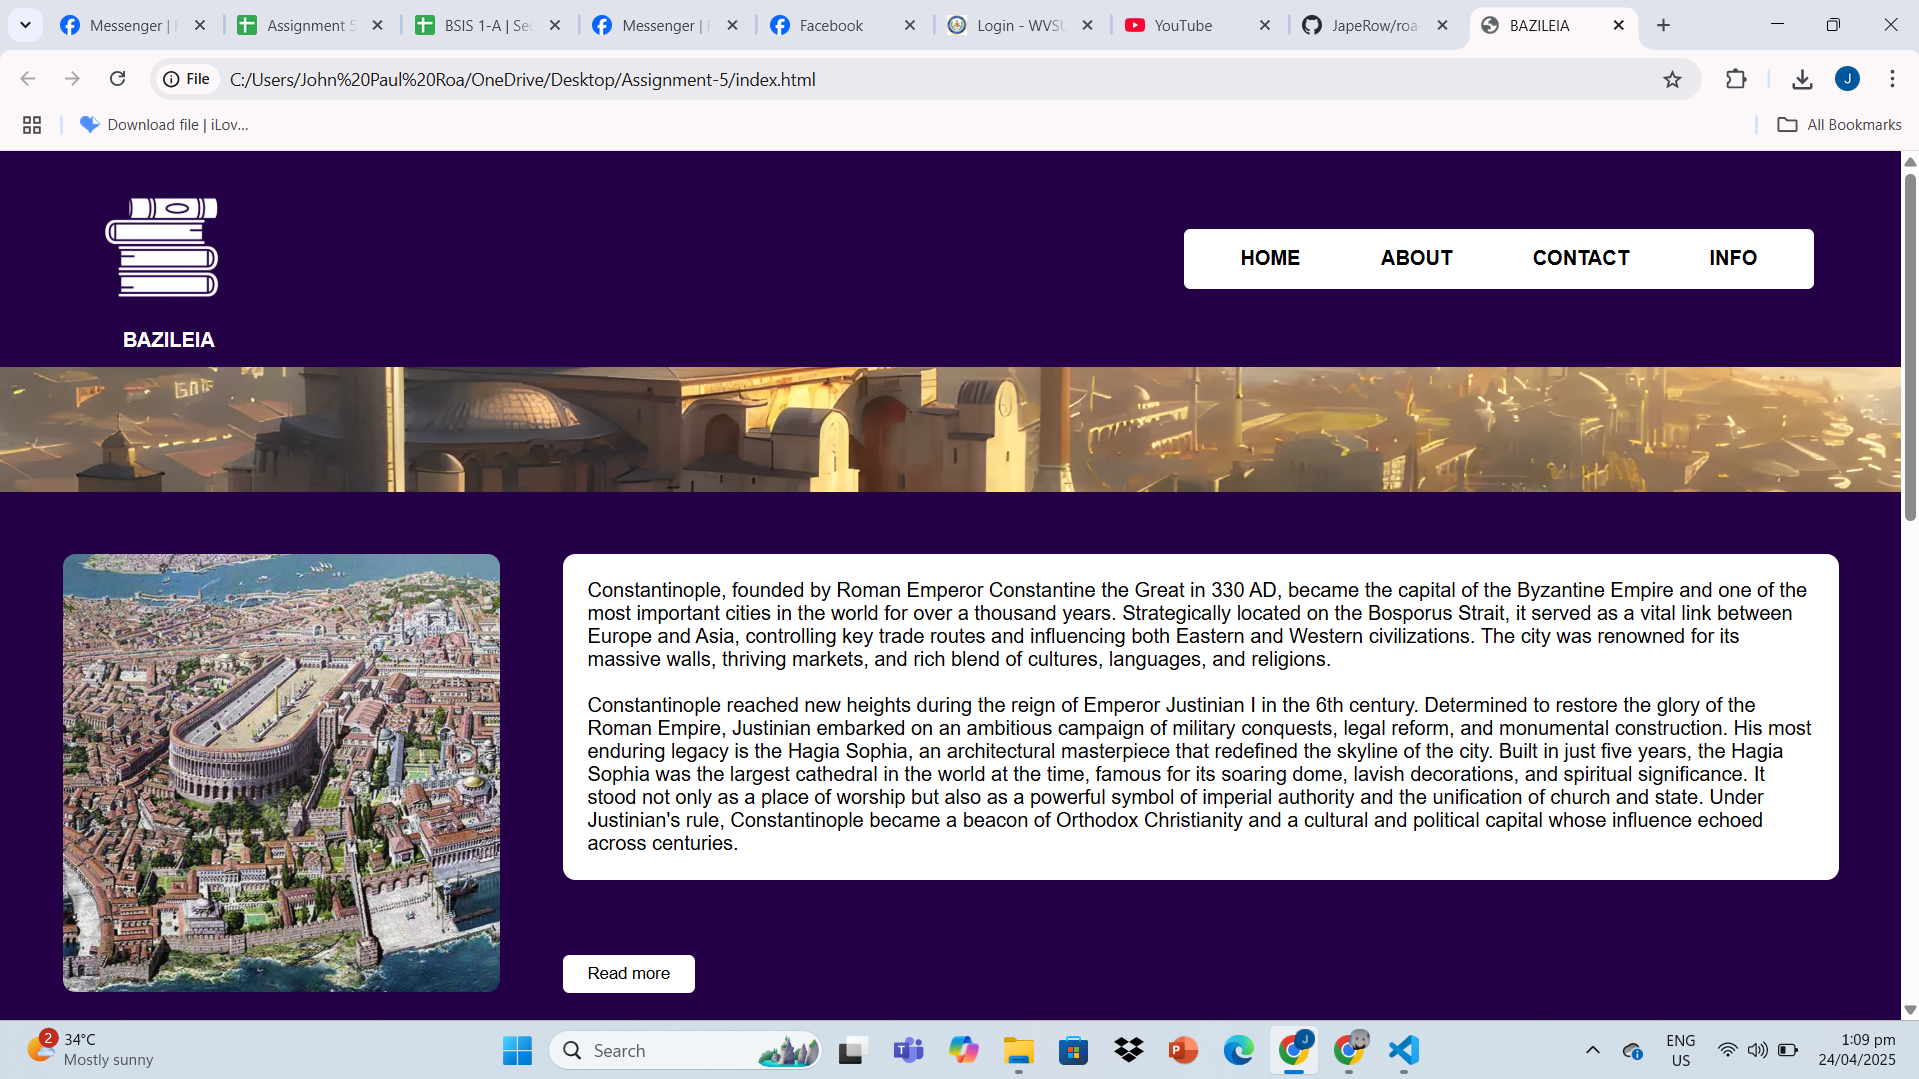 Messenger | F
Assignment 5
BSIS 1-A | Sec
Messenger | F
Facebook
Login - WVSU
YouTube
JapeRow/roa-
BAZILEIA
File
C:/Users/John%20Paul%20Roa/OneDrive/Desktop/Assignment-5/index.html
J
Download file | iLov...
All Bookmarks
HOME
ABOUT
CONTACT
INFO
BAZILEIA
Constantinople, founded by Roman Emperor Constantine the Great in 330 AD, became the capital of the Byzantine Empire and one of the
most important cities in the world for over a thousand years. Strategically located on the Bosporus Strait, it served as a vital link between
Europe and Asia, controlling key trade routes and influencing both Eastern and Western civilizations. The city was renowned for its
massive walls, thriving markets, and rich blend of cultures, languages, and religions.
Constantinople reached new heights during the reign of Emperor Justinian I in the 6th century. Determined to restore the glory of the
Roman Empire, Justinian embarked on an ambitious campaign of military conquests, legal reform, and monumental construction. His most
enduring legacy is the Hagia Sophia, an architectural masterpiece that redefined the skyline of the city. Built in just five years, the Hagia
Sophia was the largest cathedral in the world at the time, famous for its soaring dome, lavish decorations, and spiritual significance. It
stood not only as a place of worship but also as a powerful symbol of imperial authority and the unification of church and state. Under
Justinian's rule, Constantinople became a beacon of Orthodox Christianity and a cultural and political capital whose influence echoed
across centuries.
Read more
2
34°C
Mostly sunny
Search
J
ENG
US
1:09 pm
24/04/2025